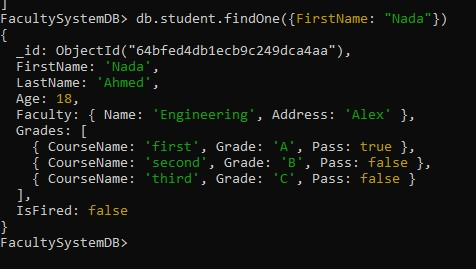 ]
FacultySystemDB> db.student.findOne({FirstName: "Nada"})
{
  _id: ObjectId("64bfed4db1ecb9c249dca4aa"),
  FirstName: 'Nada',
  LastName: 'Ahmed',
  Age: 18,
  Faculty: { Name: 'Engineering', Address: 'Alex' },
  Grades: [
    { CourseName: 'first', Grade: 'A', Pass: true },
    { CourseName: 'second', Grade: 'B', Pass: false },
    { CourseName: 'third', Grade: 'C', Pass: false }
  ],
  IsFired: false
}
FacultySystemDB>